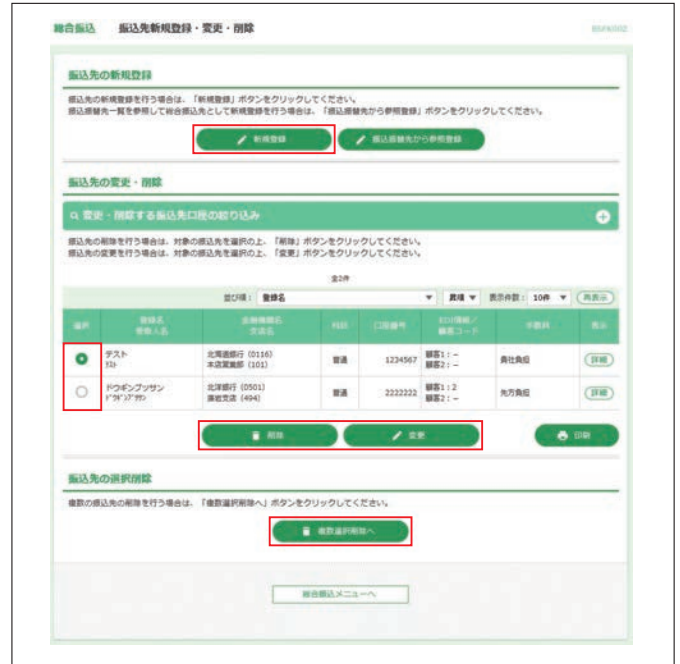 総合振込 振込先新規登録・変更・削除 BSFK002
振込先の新規登録
振込先の新規登録を行う場合は、「新規登録」ボタンをクリックしてください。
振込振替先一覧を参照して総合振込先として新規登録を行う場合は、「振込振替先から参照登録」ボタンをクリックしてください。
新規登録 振込振替先から参照登録
振込先の変更・削除
変更・削除する振込先口座の絞り込み
振込先の削除を行う場合は、対象の振込先を選択の上、「削除」ボタンをクリックしてください。
振込先の変更を行う場合は、対象の振込先を選択の上、「変更」ボタンをクリックしてください。
全2件
並び順： 登録名 昇順 表示件数： 10件 再表示
選択 登録名 金融機関名 科目 口座番号 EDI情報／ 手数料 表示
受取人名 支店名 顧客コード
テスト 北海道銀行 (0116) 普通 1234567 顧客1：− 貴社負担 詳細
ﾃｽﾄ 本店営業部 (101) 顧客2：−
ドウギンブッサン 北洋銀行 (0501) 普通 2222222 顧客1：2 先方負担 詳細
ﾄﾞｳｷﾞﾝﾌﾞｯｻﾝ 支店 (494) 顧客2：−
削除 変更 印刷
振込先の選択削除
複数の振込先の削除を行う場合は、「複数選択削除へ」ボタンをクリックしてください。
複数選択削除へ
総合振込メニューへ